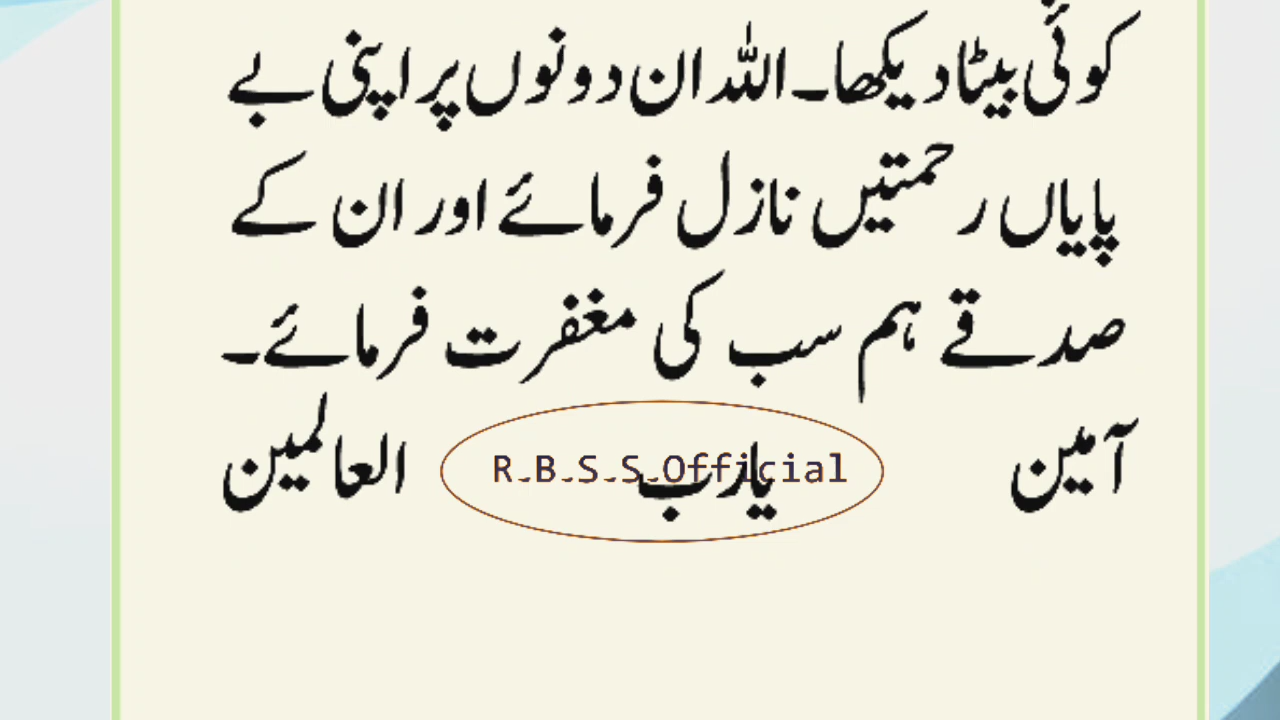 کوئی بیٹا دیکھا۔ اللہ ان دونوں پر اپنی بے
پایاں رحمتیں نازل فرمائے اور ان کے
صدقے ہم سب کی مغفرت فرمائے۔
آمین یارب العالمین
R.B.S.S.Official